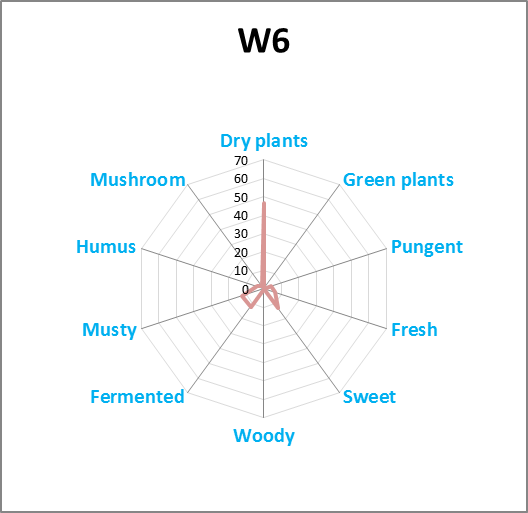 W6
Dry plants
70
60
50
40
30
20
10
0
Mushroom
Green plants
Humus
Pungent
Musty
Fresh
Fermented
Sweet
Woody